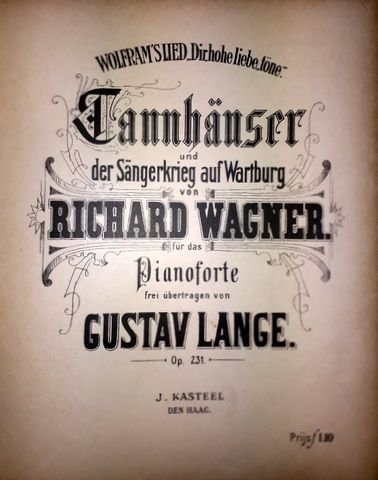 WOLFRAM'S LIED „Dir, hohe liebe„ töne."
Tannhäuser
und
der Sängerkrieg auf Wartburg
von
RICHARD WAGNER.
für das
Pianoforte
frei übertragen von
GUSTAV LANGE.
Op. 231.
J. KASTEEL
DEN HAAG.
Prijs f 1.10